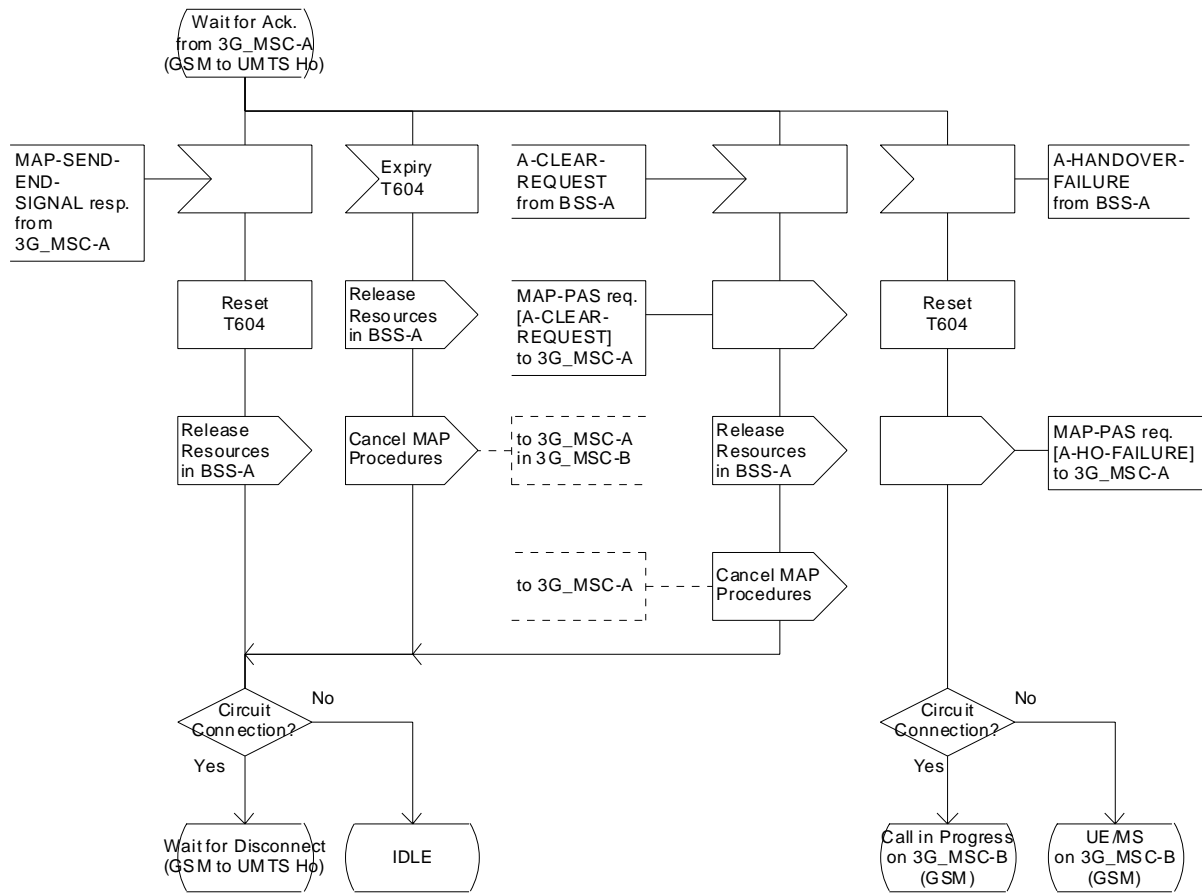 Wait for Ack.
from 3G_MSC-A
(GSM to UMTS Ho)
MAP-SEND-
END-
SIGNAL resp.
from
3G_MSC-A
Expiry
T604
A-CLEAR-
REQUEST
from BSS-A
A-HANDOVER-
FAILURE
from BSS-A
Reset
T604
Release
Resources
in BSS-A
MAP-PAS req.
[A-CLEAR-
REQUEST]
to 3G_MSC-A
Reset
T604
Release
Resources
in BSS-A
Cancel MAP
Procedures
to 3G_MSC-A
in 3G_MSC-B
Release
Resources
in BSS-A
MAP-PAS req.
[A-HO-FAILURE]
to 3G_MSC-A
to 3G_MSC-A
Cancel MAP
Procedures
Circuit
Connection?
No
Yes
Circuit
Connection?
No
Yes
Wait for Disconnect
(GSM to UMTS Ho)
IDLE
Call in Progress
on 3G_MSC-B
(GSM)
UE/MS
on 3G_MSC-B
(GSM)